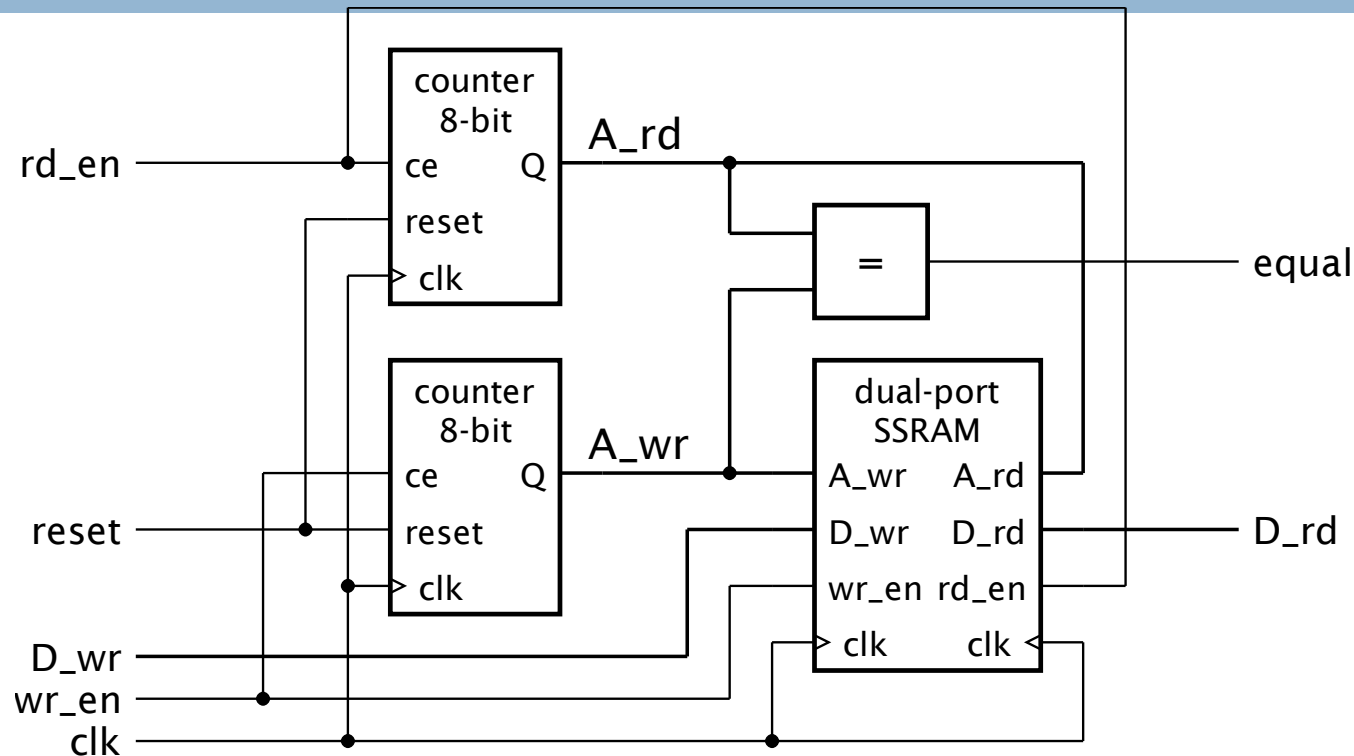 counter
8-bit
A_rd
rd_en
ce
Q
reset
clk
=
equal
counter
8-bit
A_wr
ce
Q
reset
reset
clk
dual-port
SSRAM
A_wr
A_rd
D_wr
D_rd
D_rd
wr_en
rd_en
clk
clk
D_wr
wr_en
clk